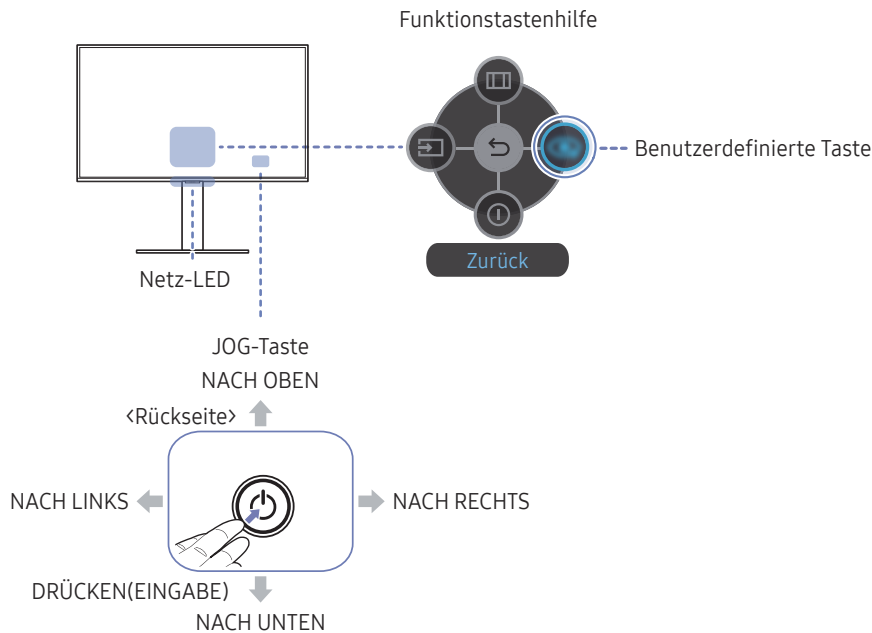 Funktionstastenhilfe
Benutzerdefinierte Taste
Zurück
Netz-LED
JOG-Taste
NACH OBEN
<Rückseite>
NACH LINKS
NACH RECHTS
DRÜCKEN(EINGABE)
NACH UNTEN